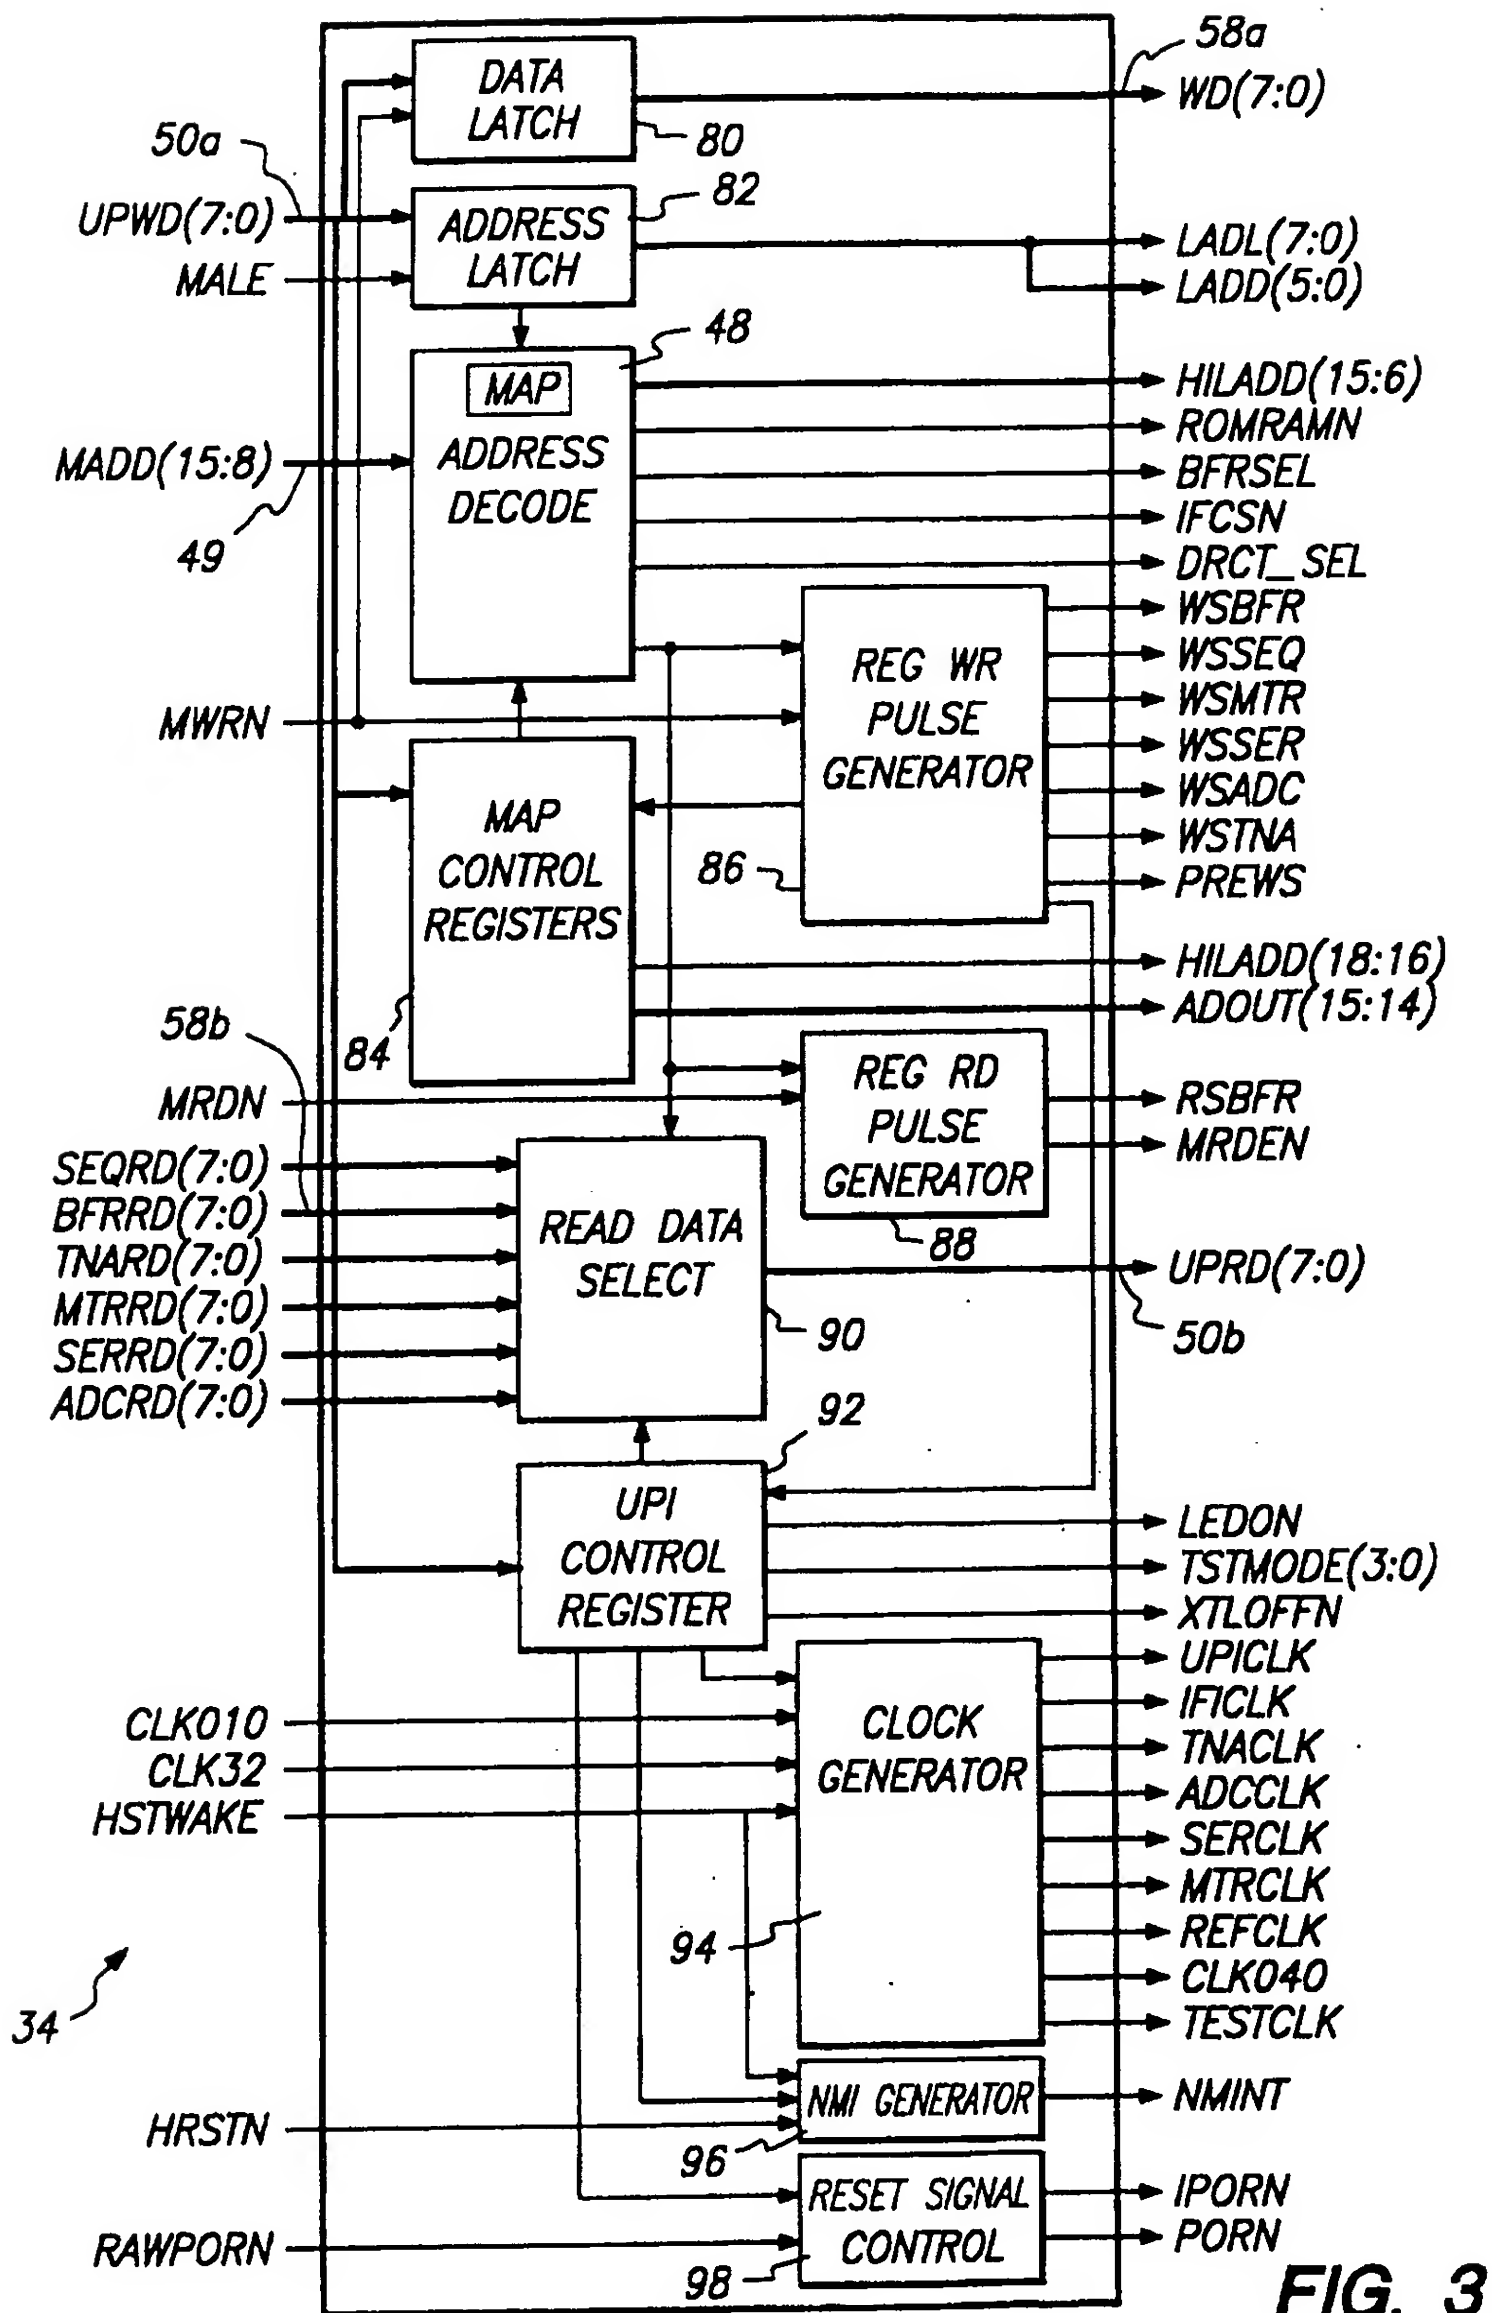 58a
DATA
LATCH
WD(7:0)
80
50a
82
UPWD(7:0)
ADDRESS
LATCH
LADL(7:0)
MALE
LADD(5:0)
48
MAP
HILADD(15:6)
ROMRAMN
MADD(15:8)
ADDRESS
DECODE
BFRSEL
IFCSN
49
DRCT_SEL
WSBFR
REG WR
PULSE
GENERATOR
WSSEQ
MWRN
WSMTR
WSSER
WSADC
MAP
CONTROL
REGISTERS
WSTNA
86
PREWS
HILADD(18:16)
ADOUT(15:14)
58b
84
REG RD
PULSE
GENERATOR
MRDN
RSBFR
MRDEN
SEQRD(7:0)
BFRRD(7:0)
TNARD(7:0)
MTRRD(7:0)
SERRD(7:0)
ADCRD(7:0)
READ DATA
SELECT
88
UPRD(7:0)
90
50b
92
UPI
CONTROL
REGISTER
LEDON
TSTMODE(3:0)
XTLOFFN
UPICLK
IFICLK
CLK010
CLK32
HSTWAKE
CLOCK
GENERATOR
TNACLK
ADCCLK
SERCLK
MTRCLK
REFCLK
94
CLK040
34
TESTCLK
NMI GENERATOR
NMINT
HRSTN
96
RESET SIGNAL
CONTROL
IPORN
PORN
RAWPORN
98
FIG. 3